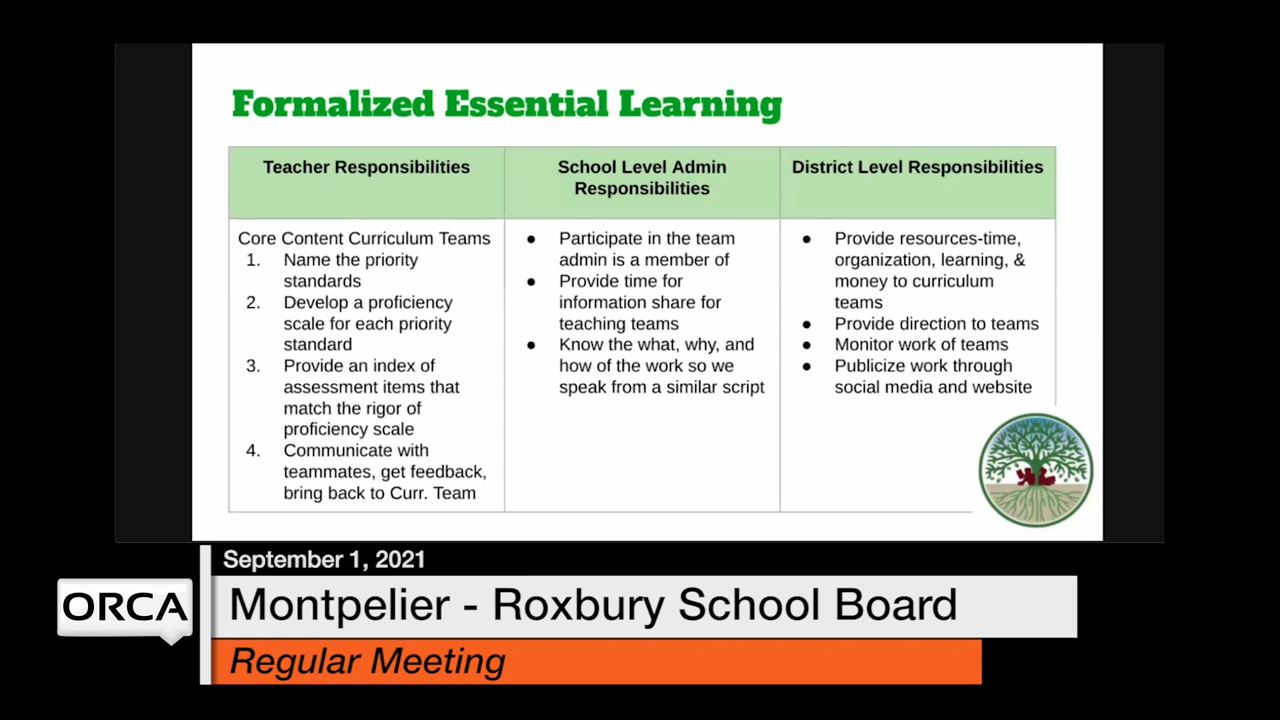 Formalized Essential Learning
Teacher Responsibilities
School Level Admin
Responsibilities
District Level Responsibilities
Core Content Curriculum Teams
1. Name the priority
standards
2. Develop a proficiency
scale for each priority
standard
3. Provide an index of
assessment items that
match the rigor of
proficiency scale
4. Communicate with
teammates, get feedback,
bring back to Curr. Team
● Participate in the team
admin is a member of
● Provide time for
information share for
teaching teams
● Know the what, why, and
how of the work so we
speak from a similar script
● Provide resources-time,
organization, learning, &
money to curriculum
teams
● Provide direction to teams
● Monitor work of teams
● Publicize work through
social media and website
September 1, 2021
ORCA
Montpelier - Roxbury School Board
Regular Meeting